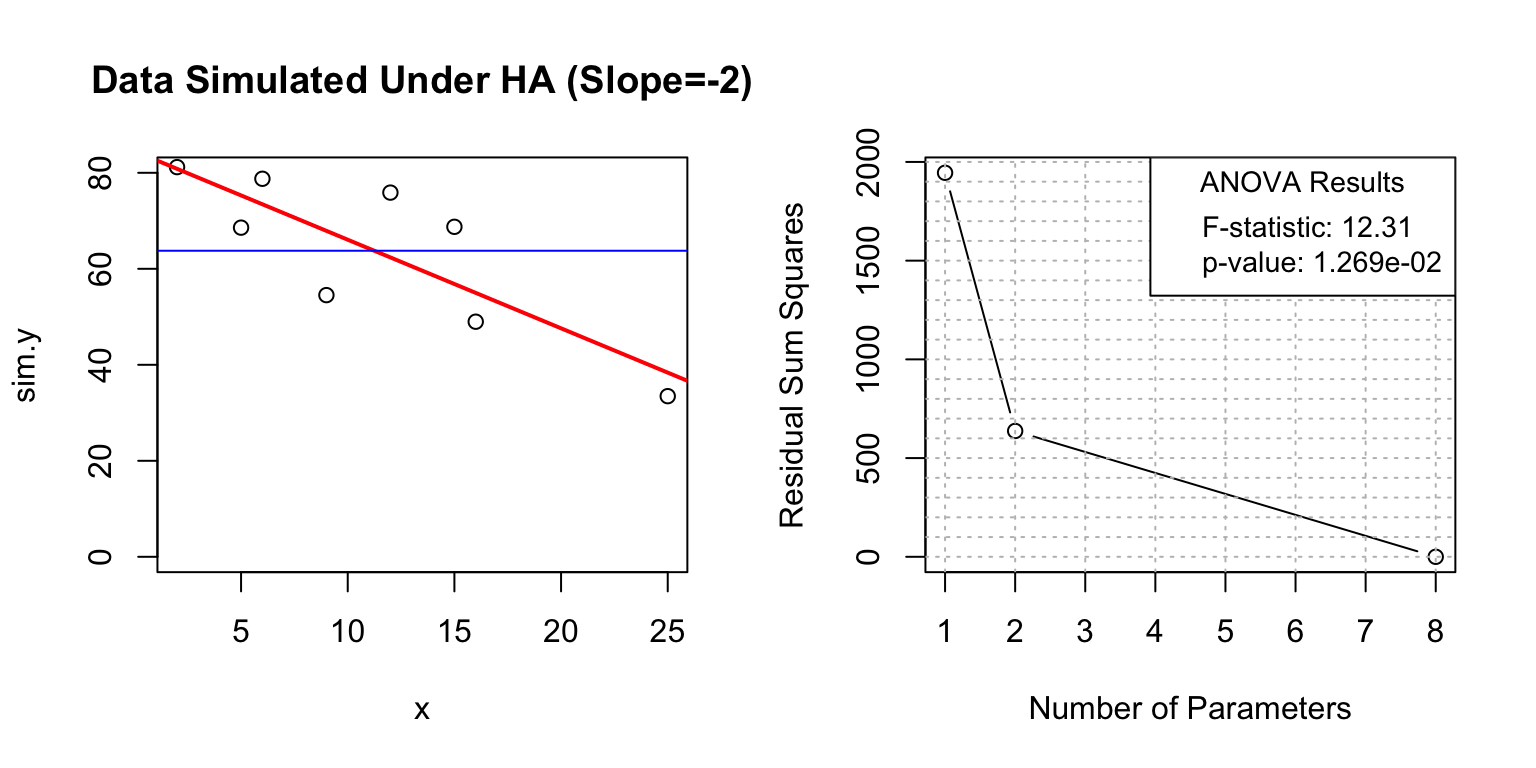 Data Simulated Under HA (Slope=-2)
80
60
40
20
0
sim.y
5 10 15 20 25
x
2000
1500
1000
500
0
Residual Sum Squares
ANOVA Results
F-statistic: 12.31
p-value: 1.269e-02
1 2 3 4 5 6 7 8
Number of Parameters